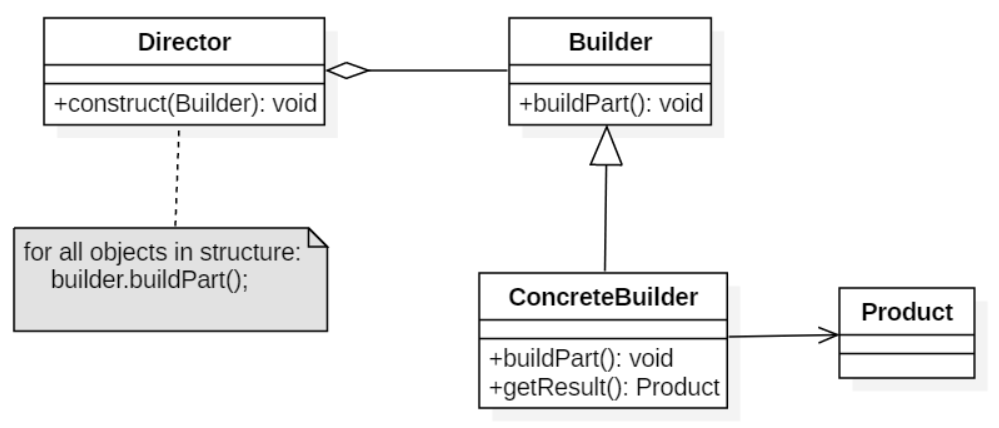 Director
+construct(Builder): void
Builder
+buildPart(): void
for all objects in structure:
builder.buildPart();
ConcreteBuilder
+buildPart(): void
+getResult(): Product
Product